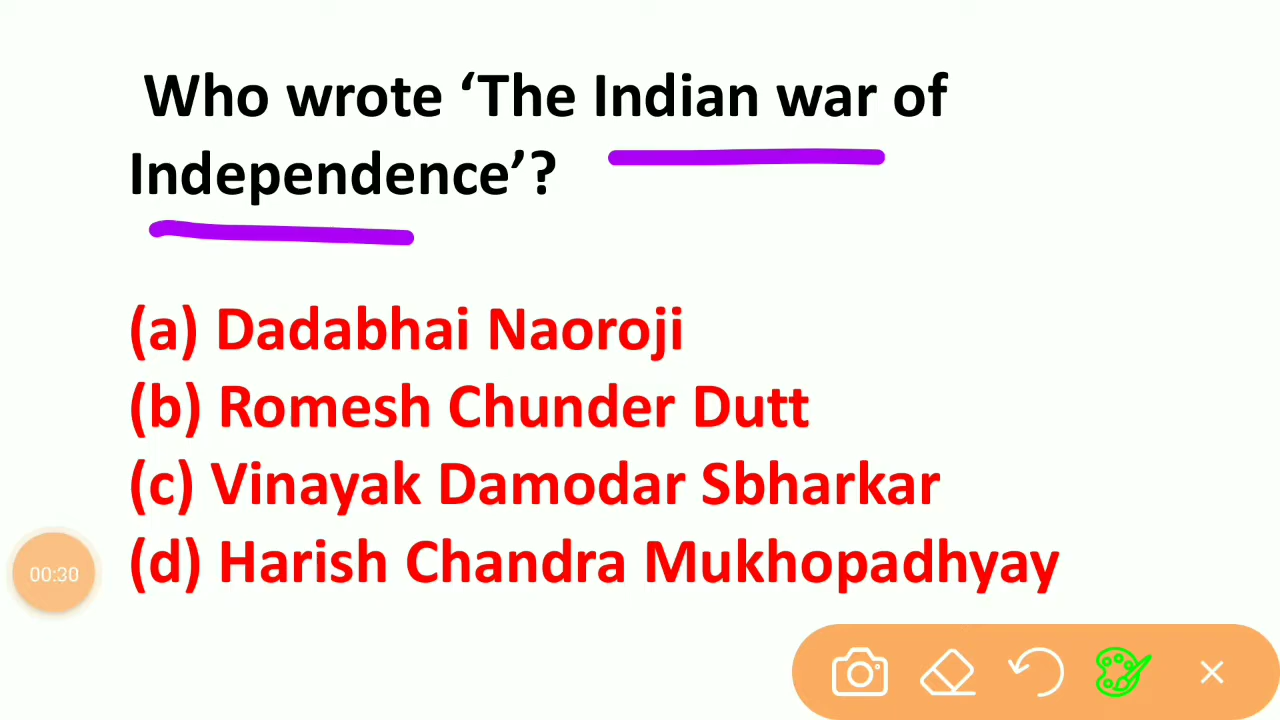 Who wrote ‘The Indian war of
Independence’?
(a) Dadabhai Naoroji
(b) Romesh Chunder Dutt
(c) Vinayak Damodar Sbharkar
(d) Harish Chandra Mukhopadhyay
00:30